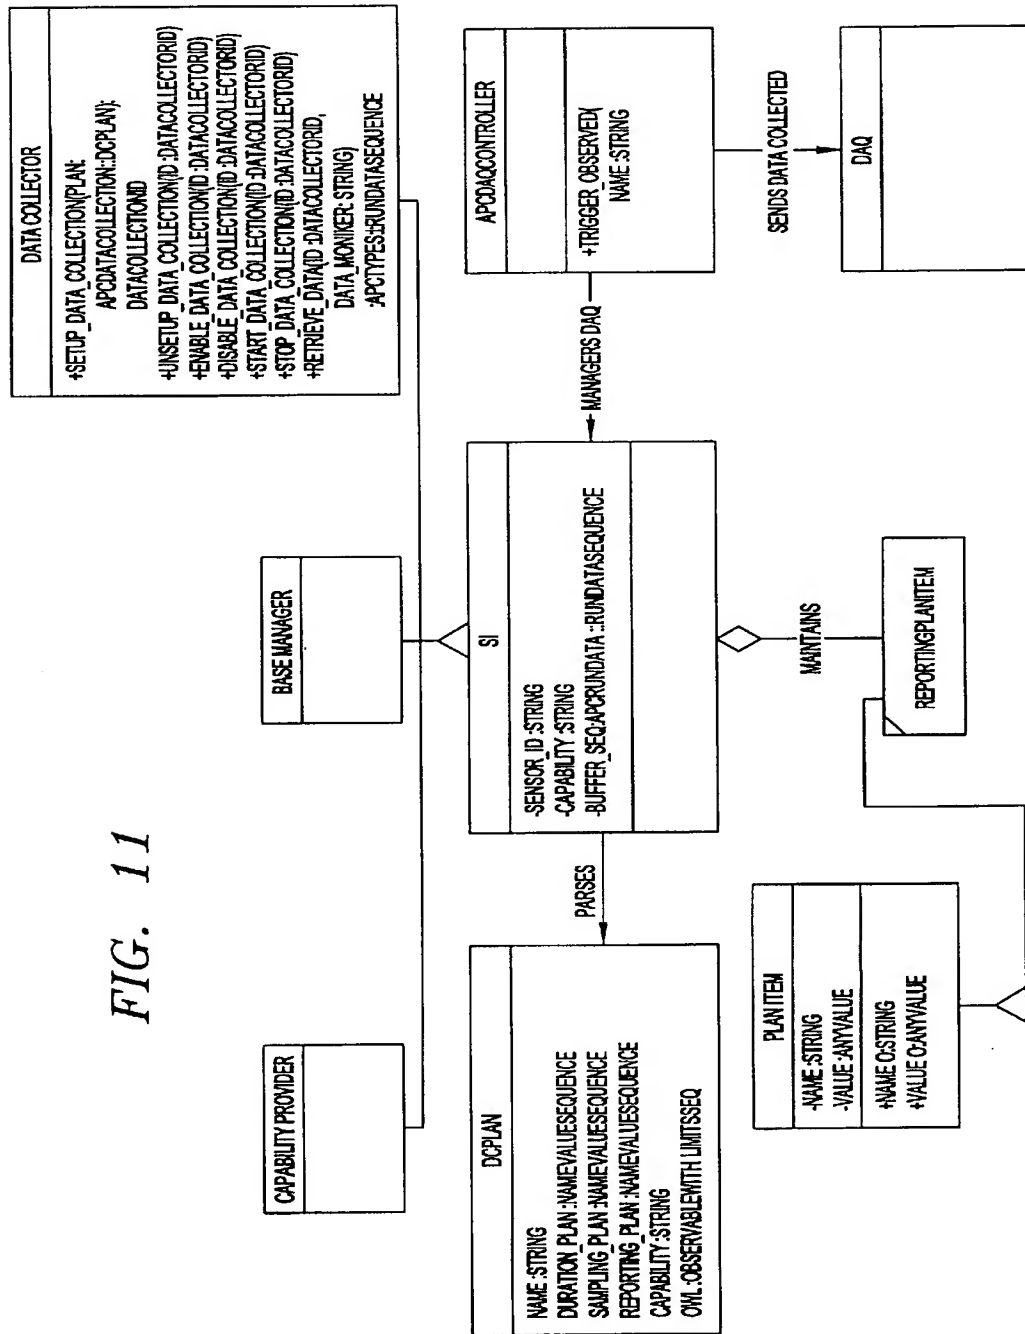 FIG. 11
CAPABILITY PROVIDER
BASE MANAGER
DATA COLLECTOR
+SETUP_DATA_COLLECTION(PLAN:
APCDATACOLLECTION::DCPLAN);
DATACOLLECTIONID
+UNSETUP_DATA_COLLECTION(ID :DATACOLLECTORID)
+ENABLE_DATA_COLLECTION(ID :DATACOLLECTORID)
+DISABLE_DATA_COLLECTION(ID :DATACOLLECTORID)
+START_DATA_COLLECTION(ID :DATACOLLECTORID)
+STOP_DATA_COLLECTION(ID :DATACOLLECTORID)
+RETRIEVE_DATA(ID :DATACOLLECTORID,
DATA_MONIKER: STRING)
:APCTYPES::RUNDATASEQUENCE
DCPLAN
NAME :STRING
DURATION_PLAN :NAMEVALUESEQUENCE
SAMPLING_PLAN :NAMEVALUESEQUENCE
REPORTING_PLAN :NAMEVALUESEQUENCE
CAPABILITY :STRING
OWL :OBSERVABLEWITH LIMITSSEQ
PARSES
SI
-SENSOR_ID :STRING
-CAPABILITY :STRING
-BUFFER_SEQ:APCRUNDATA ::RUNDATASEQUENCE
MANAGERS DAQ
APCDAQCONTROLLER
+TRIGGER_OBSERVED(
NAME :STRING
SENDS DATA COLLECTED
DAQ
MAINTAINS
REPORTINGPLANITEM
PLAN ITEM
-NAME :STRING
-VALUE :ANYVALUE
+NAME O:STRING
+VALUE O:ANYVALUE